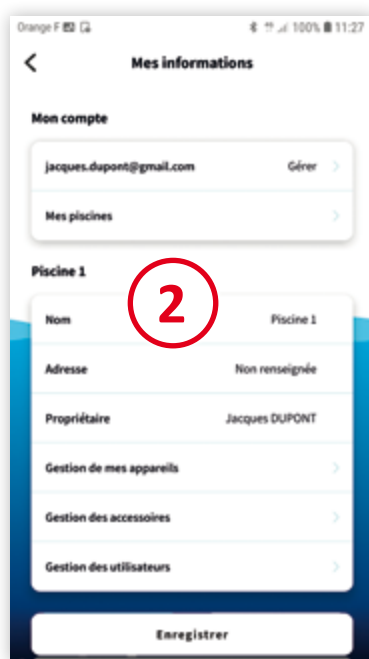 Orange F 100% 11:27
Mes informations
Mon compte
jacques.dupont@gmail.com Gérer
Mes piscines
Piscine 1
2
Nom Piscine 1
Adresse Non renseignée
Propriétaire Jacques DUPONT
Gestion de mes appareils
Gestion des accessoires
Gestion des utilisateurs
Enregistrer